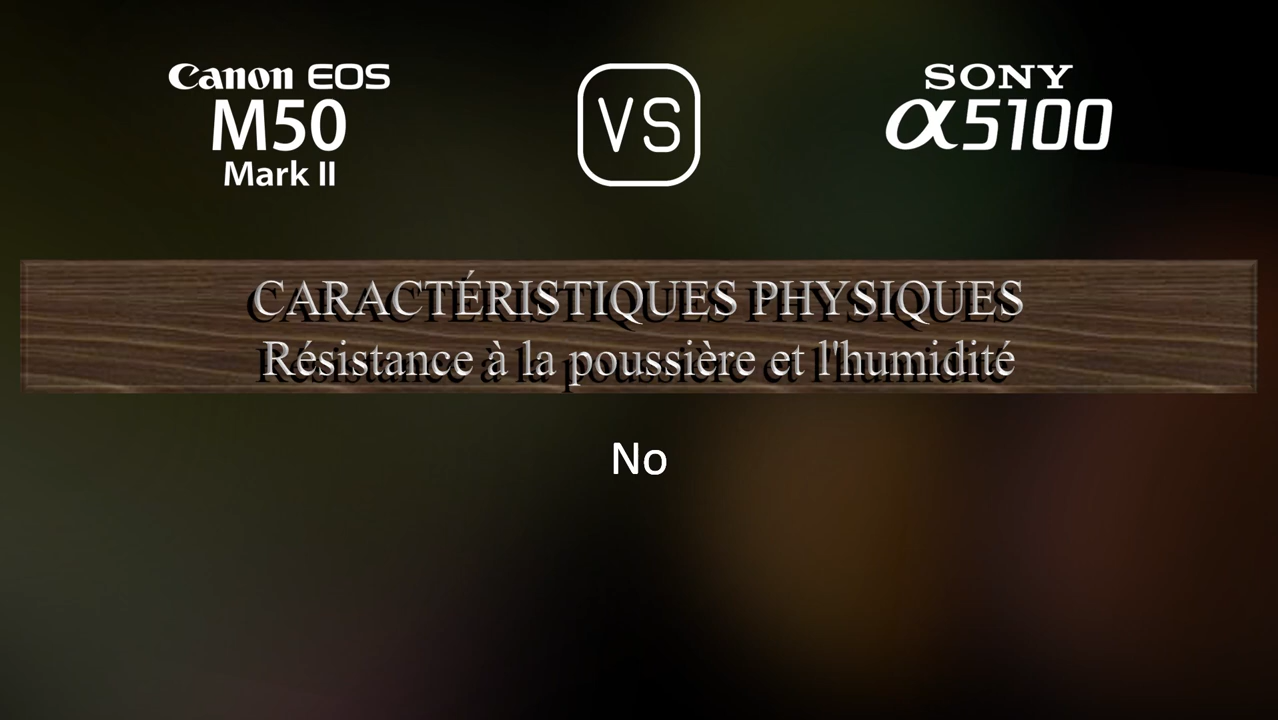 Canon EOS
M50
Mark II
VS
SONY
α5100
CARACTÉRISTIQUES PHYSIQUES
Résistance à la poussière et l'humidité
No